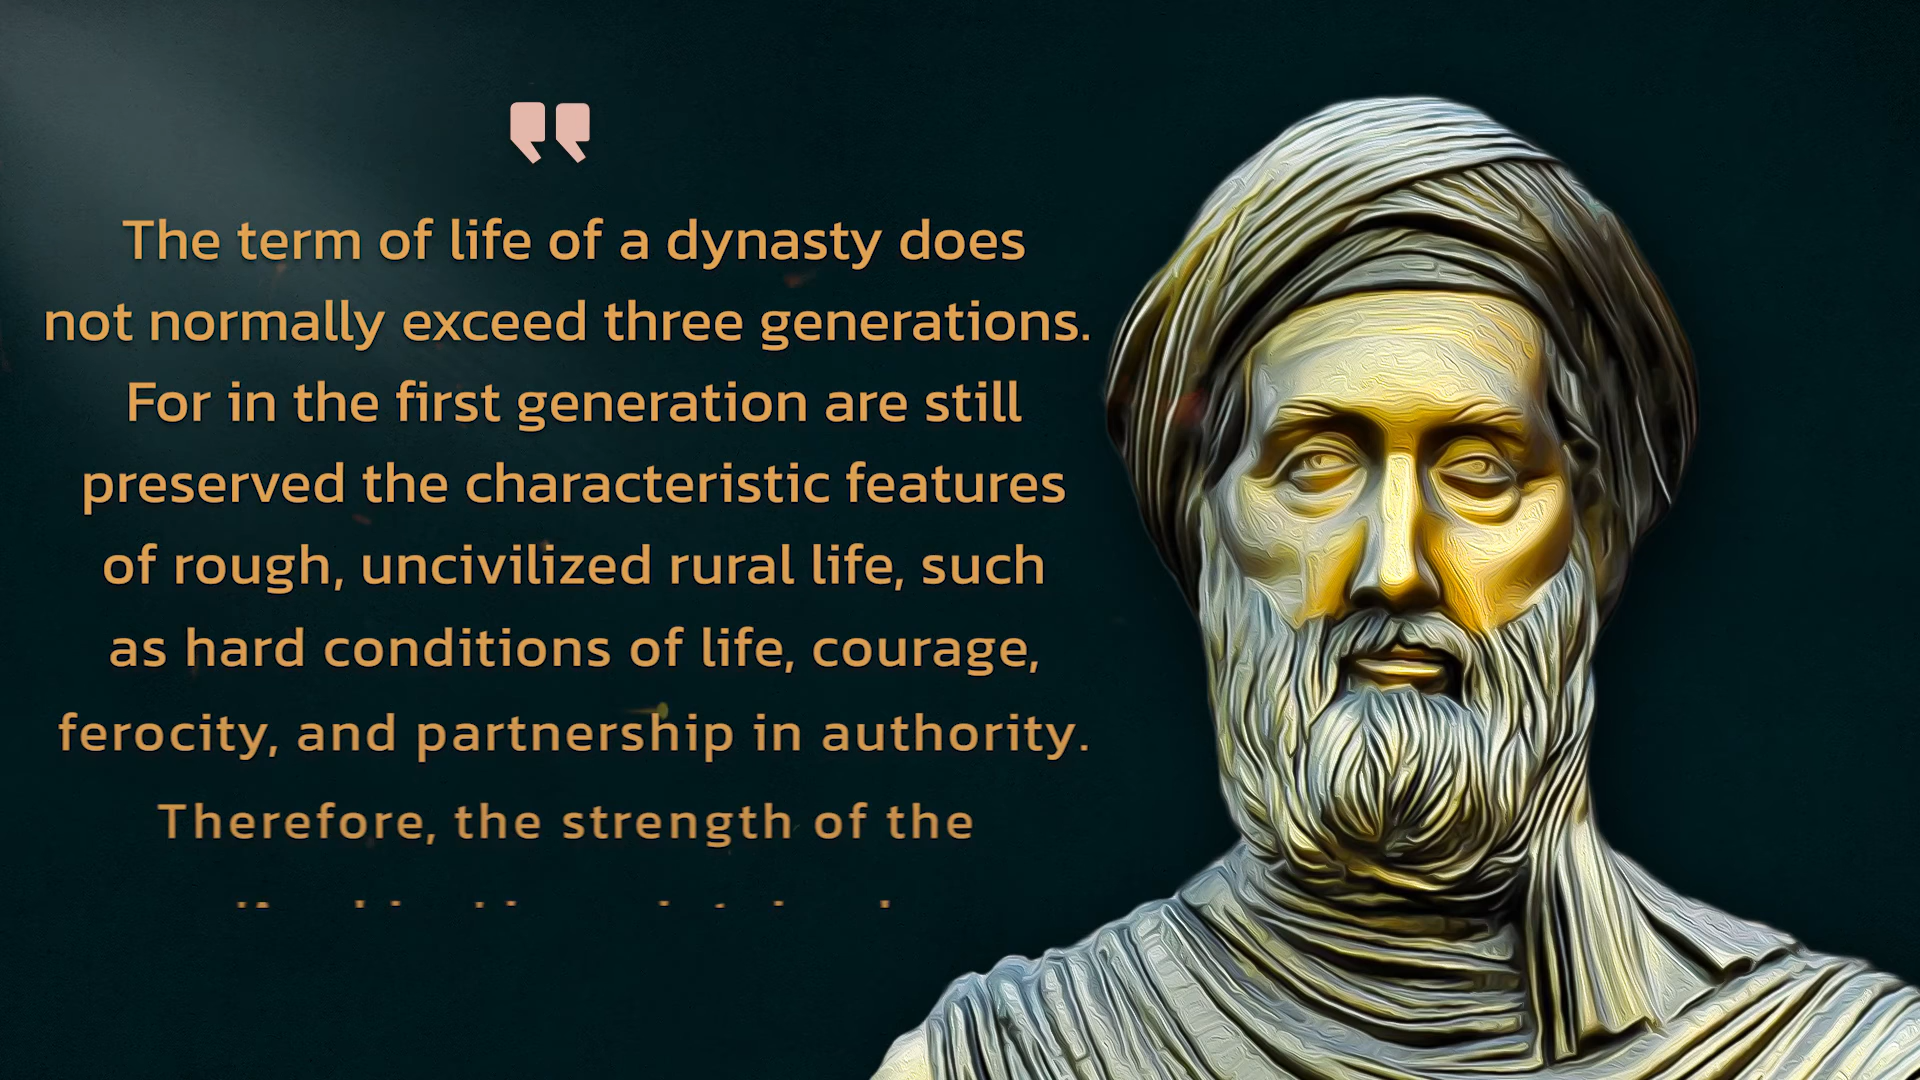 The term of life of a dynasty does
not normally exceed three generations.
For in the first generation are still
preserved the characteristic features
of rough, uncivilized rural life, such
as hard conditions of life, courage,
ferocity, and partnership in authority.
Therefore, the strength of the